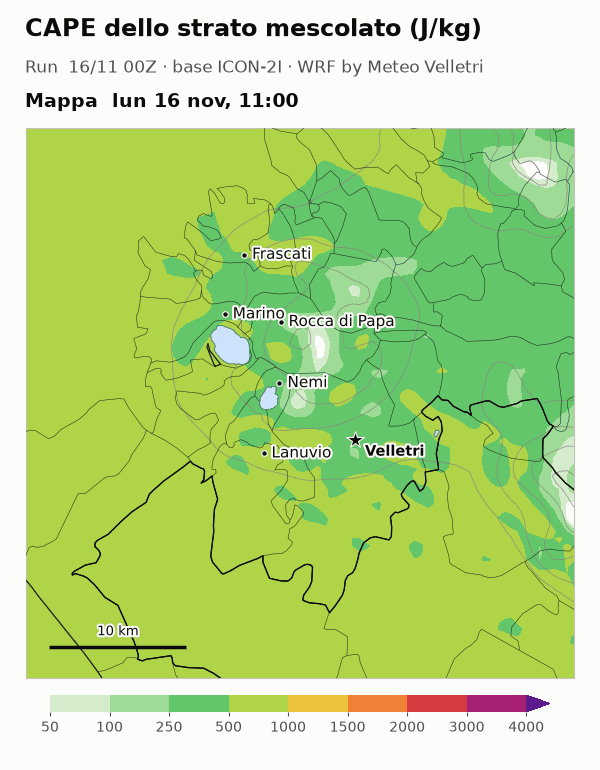 CAPE dello strato mescolato (J/kg)
Run  16/11 00Z · base ICON-2I · WRF by Meteo Velletri
Mappa  lun 16 nov, 11:00
Frascati
Marino
Rocca di Papa
Nemi
Velletri
Lanuvio
10 km
50 100 250 500 1000 1500 2000 3000 4000